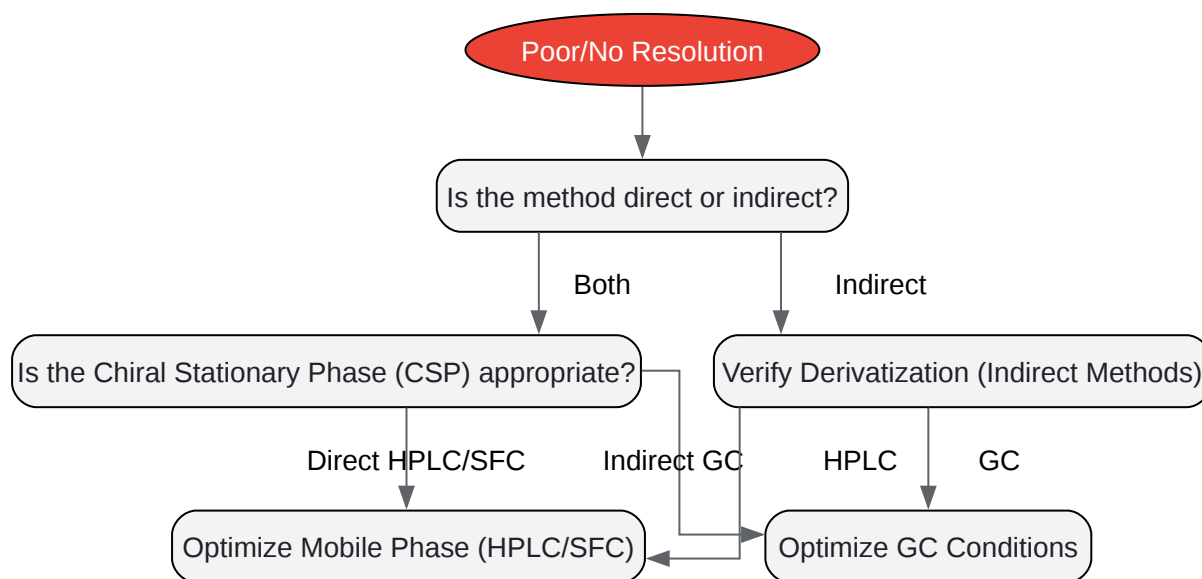 Poor/No Resolution
Is the method direct or indirect?
Both
Indirect
Is the Chiral Stationary Phase (CSP) appropriate?
Verify Derivatization (Indirect Methods)
Direct HPLC/SFC
Indirect GC
HPLC
GC
Optimize Mobile Phase (HPLC/SFC)
Optimize GC Conditions